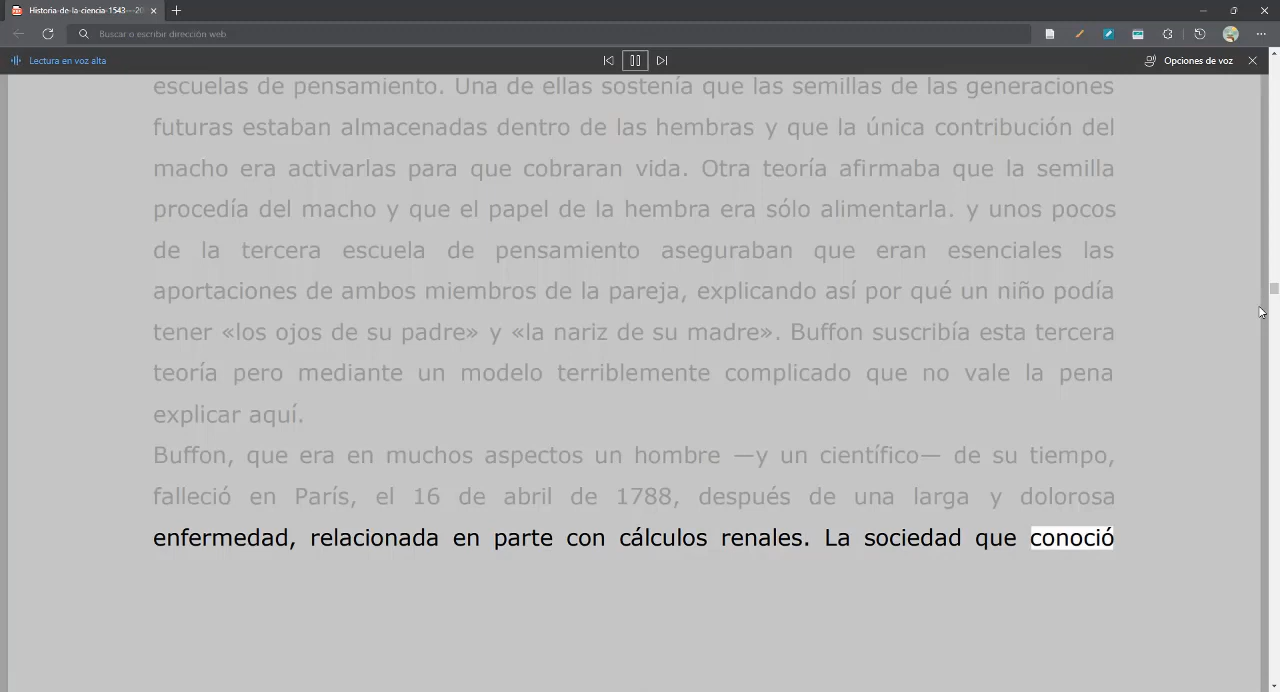 Historia-de-la-ciencia-1543---20
Buscar o escribir dirección web
Lectura en voz alta
Opciones de voz
escuelas de pensamiento. Una de ellas sostenía que las semillas de las generaciones
futuras estaban almacenadas dentro de las hembras y que la única contribución del
macho era activarlas para que cobraran vida. Otra teoría afirmaba que la semilla
procedía del macho y que el papel de la hembra era sólo alimentarla. y unos pocos
de la tercera escuela de pensamiento aseguraban que eran esenciales las
aportaciones de ambos miembros de la pareja, explicando así por qué un niño podía
tener «los ojos de su padre» y «la nariz de su madre». Buffon suscribía esta tercera
teoría pero mediante un modelo terriblemente complicado que no vale la pena
explicar aquí.
Buffon, que era en muchos aspectos un hombre —y un científico— de su tiempo,
falleció en París, el 16 de abril de 1788, después de una larga y dolorosa
enfermedad, relacionada en parte con cálculos renales. La sociedad que conoció